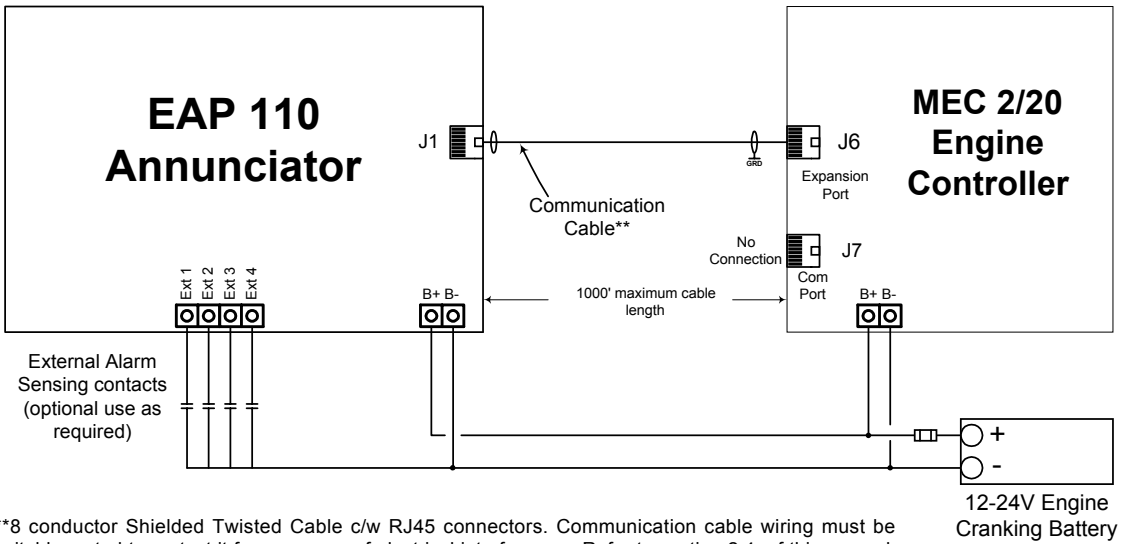 EAP 110
Annunciator
J1
MEC 2/20
Engine
Controller
J6
Expansion
Port
GRD
Communication
Cable**
No
Connection
J7
Com
Port
Ext 1
Ext 2
Ext 3
Ext 4
B+ B-
1000' maximum cable
length
B+ B-
External Alarm
Sensing contacts
(optional use as
required)
+
-
12-24V Engine
Cranking Battery
**8 conductor Shielded Twisted Cable c/w RJ45 connectors. Communication cable wiring must be